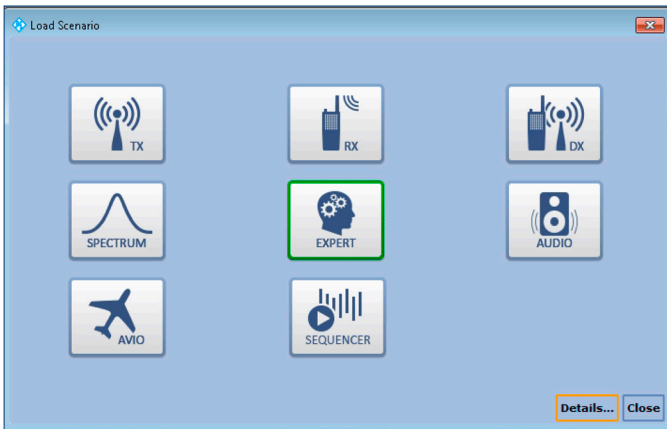 Load Scenario
TX
RX
DX
SPECTRUM
EXPERT
AUDIO
AVIO
SEQUENCER
Details...
Close